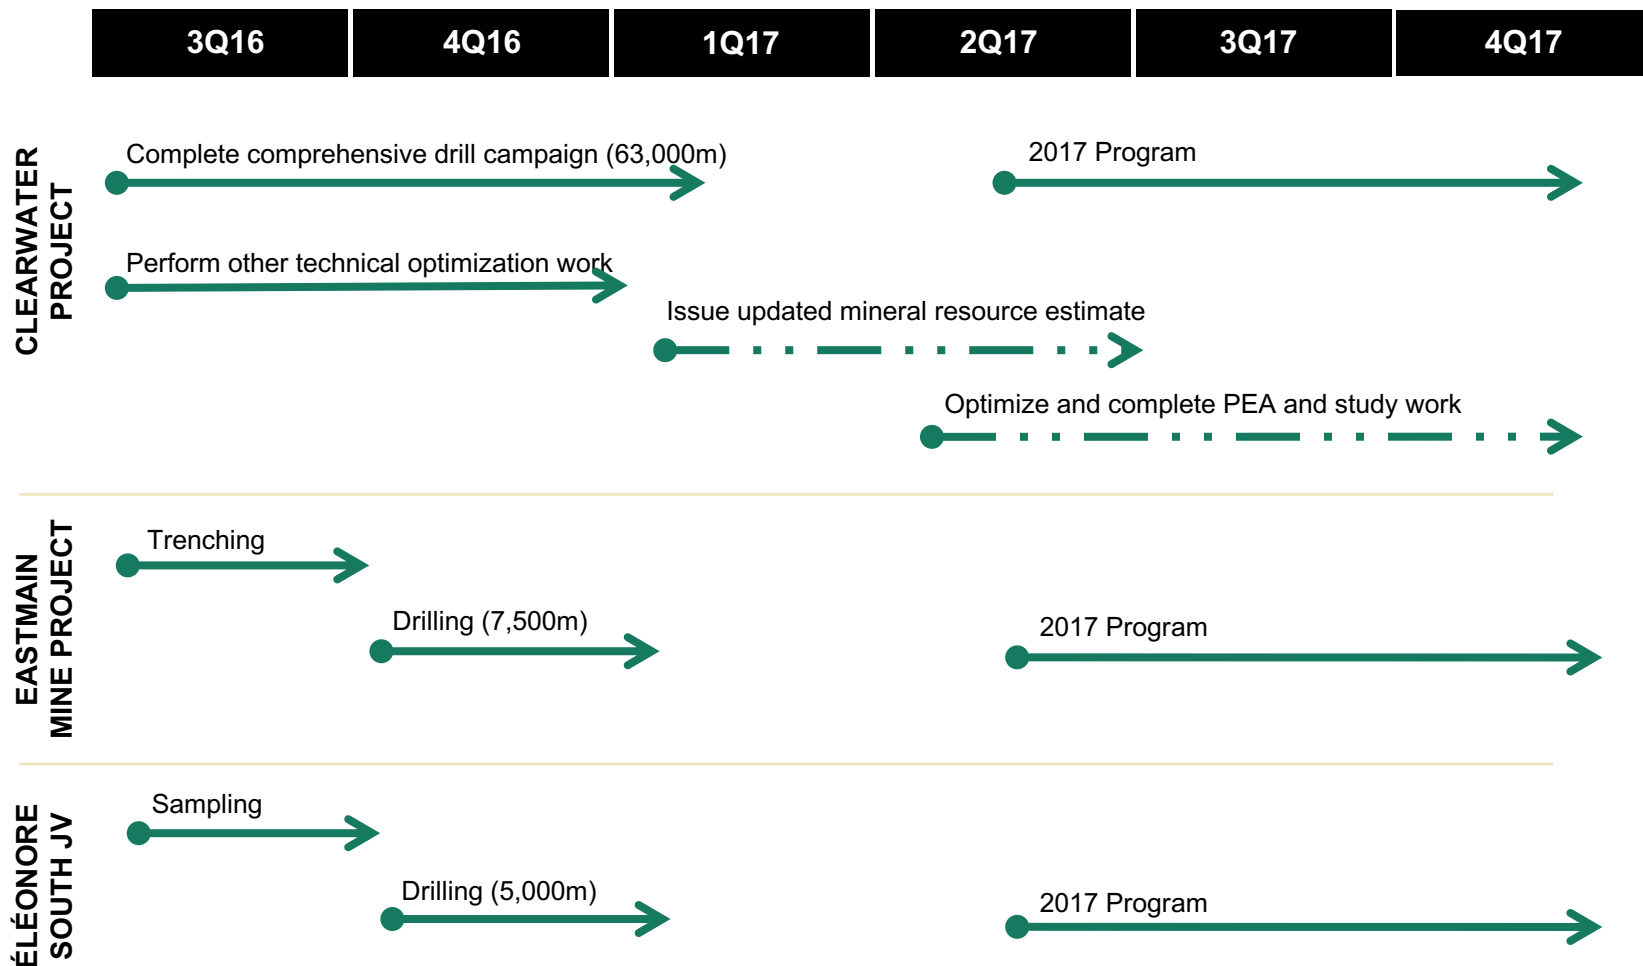 3Q16 4Q16 1Q17 2Q17 3Q17 4Q17
CLEARWATER
PROJECT
Complete comprehensive drill campaign (63,000m)
2017 Program
Perform other technical optimization work
Issue updated mineral resource estimate
Optimize and complete PEA and study work
EASTMAIN
MINE PROJECT
Trenching
Drilling (7,500m)
2017 Program
ÉLÉONORE
SOUTH JV
Sampling
Drilling (5,000m)
2017 Program